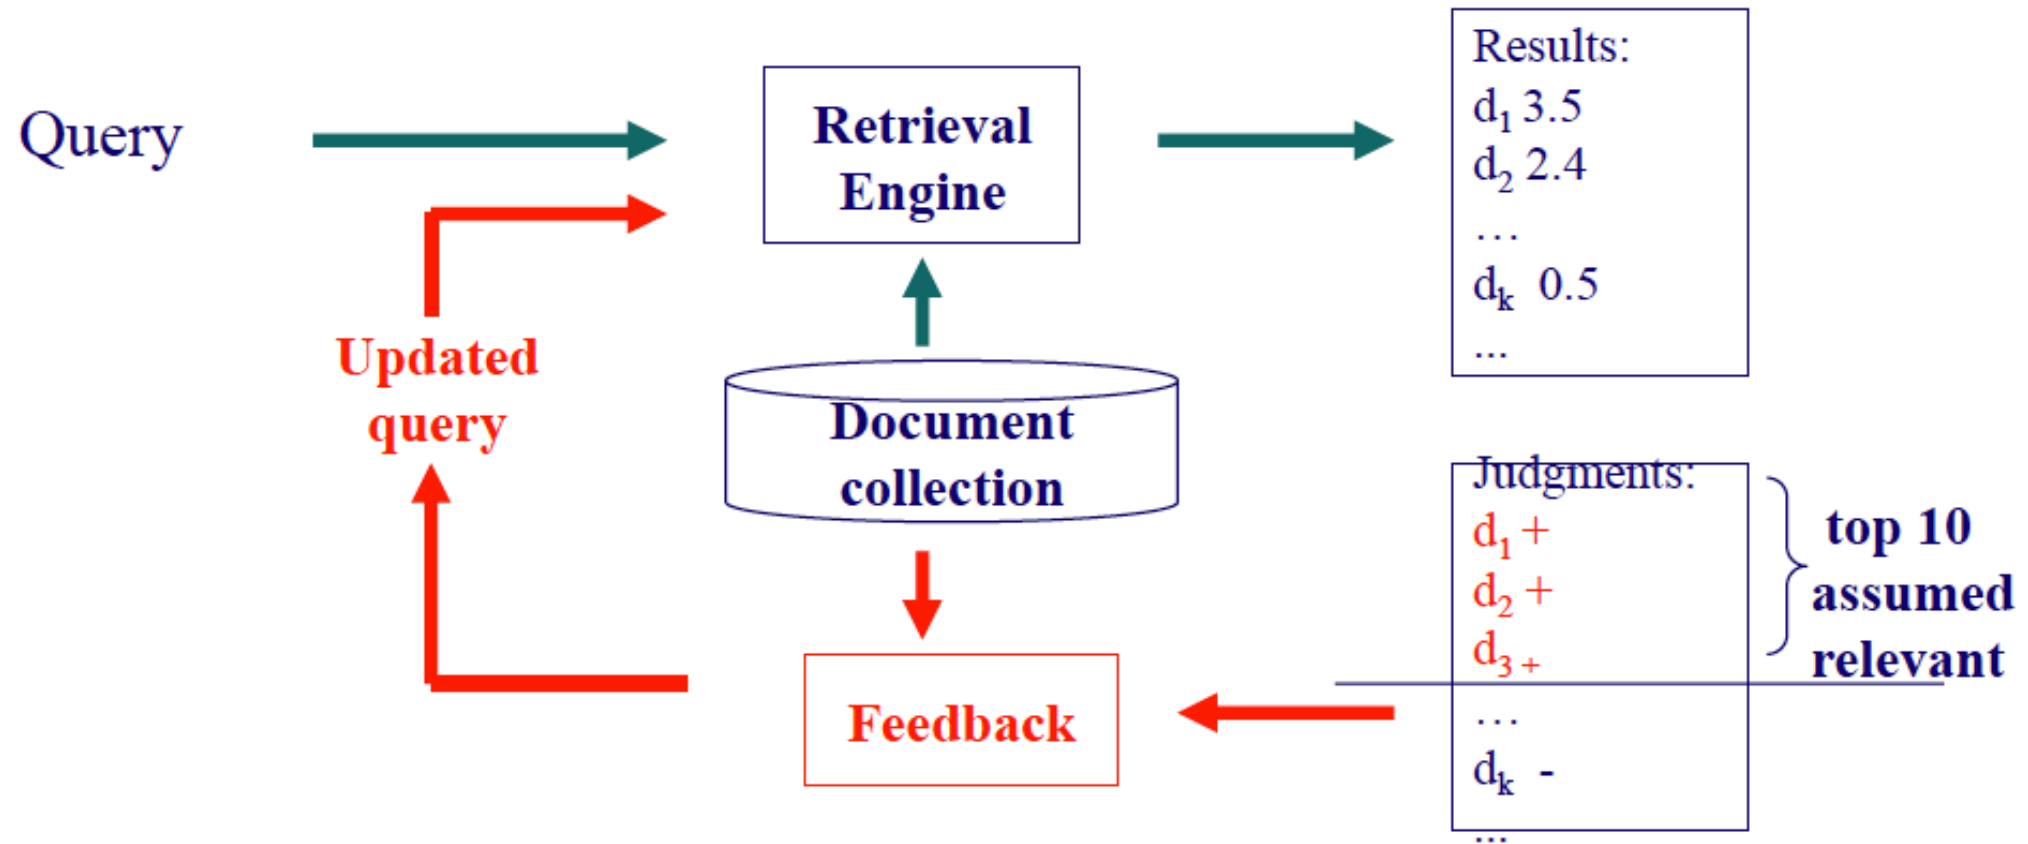 Query
Retrieval
Engine
Results:
d1 3.5
d2 2.4
…
dk 0.5
...
Updated
query
Document
collection
Judgments:
d1 +
d2 +
d3 +
…
dk -
...
top 10
assumed
relevant
Feedback